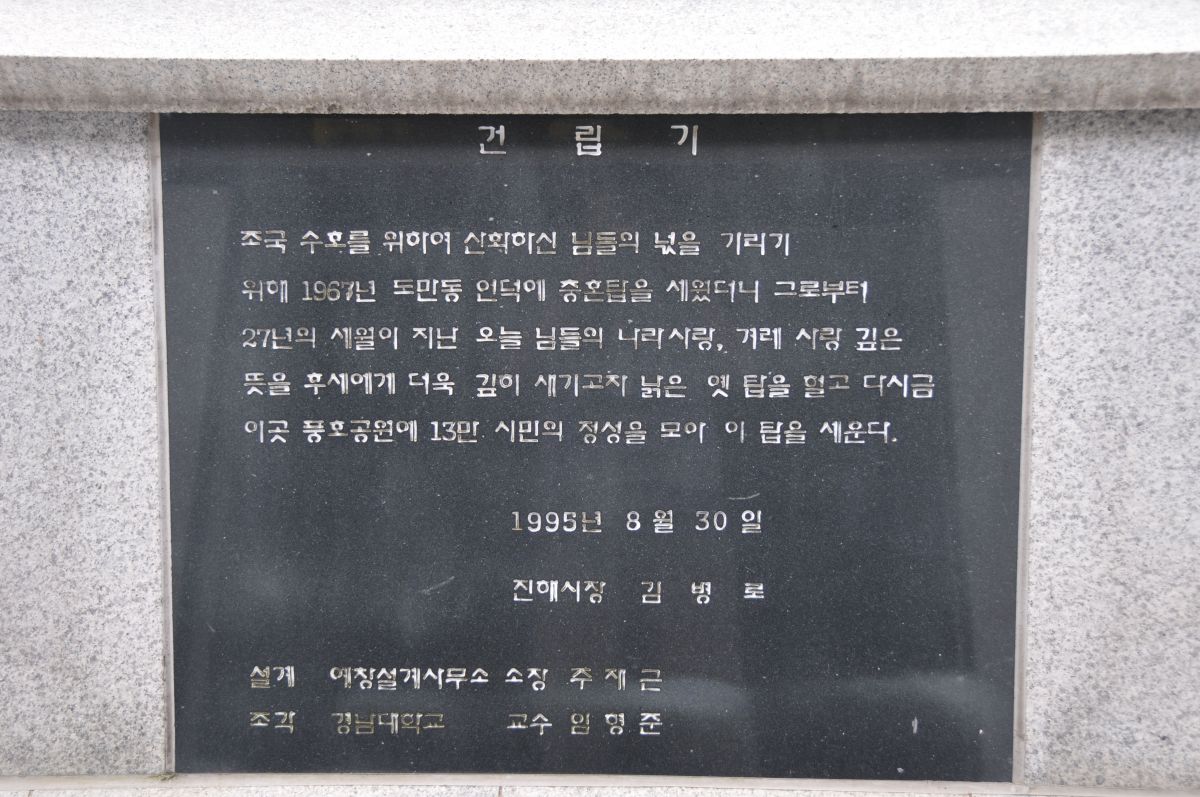 건 립 기
조국 수호를 위하여 산화하신 님들의 넋을 기리기
위해 1967년 도만동 언덕에 충혼탑을 세웠더니 그로부터
27년의 세월이 지난 오늘 님들의 나라사랑, 겨레 사랑 깊은
뜻을 후세에게 더욱 깊히 새기고자 낡은 옛 탑을 헐고 다시금
이곳 풍호공원에 13만 시민의 정성을 모아 이 탑을 세운다.
1995년 8월 30일
진해시장 김 병 로
설계 예창설계사무소 소장 주 재 근
조각 경남대학교 교수 임 형 준